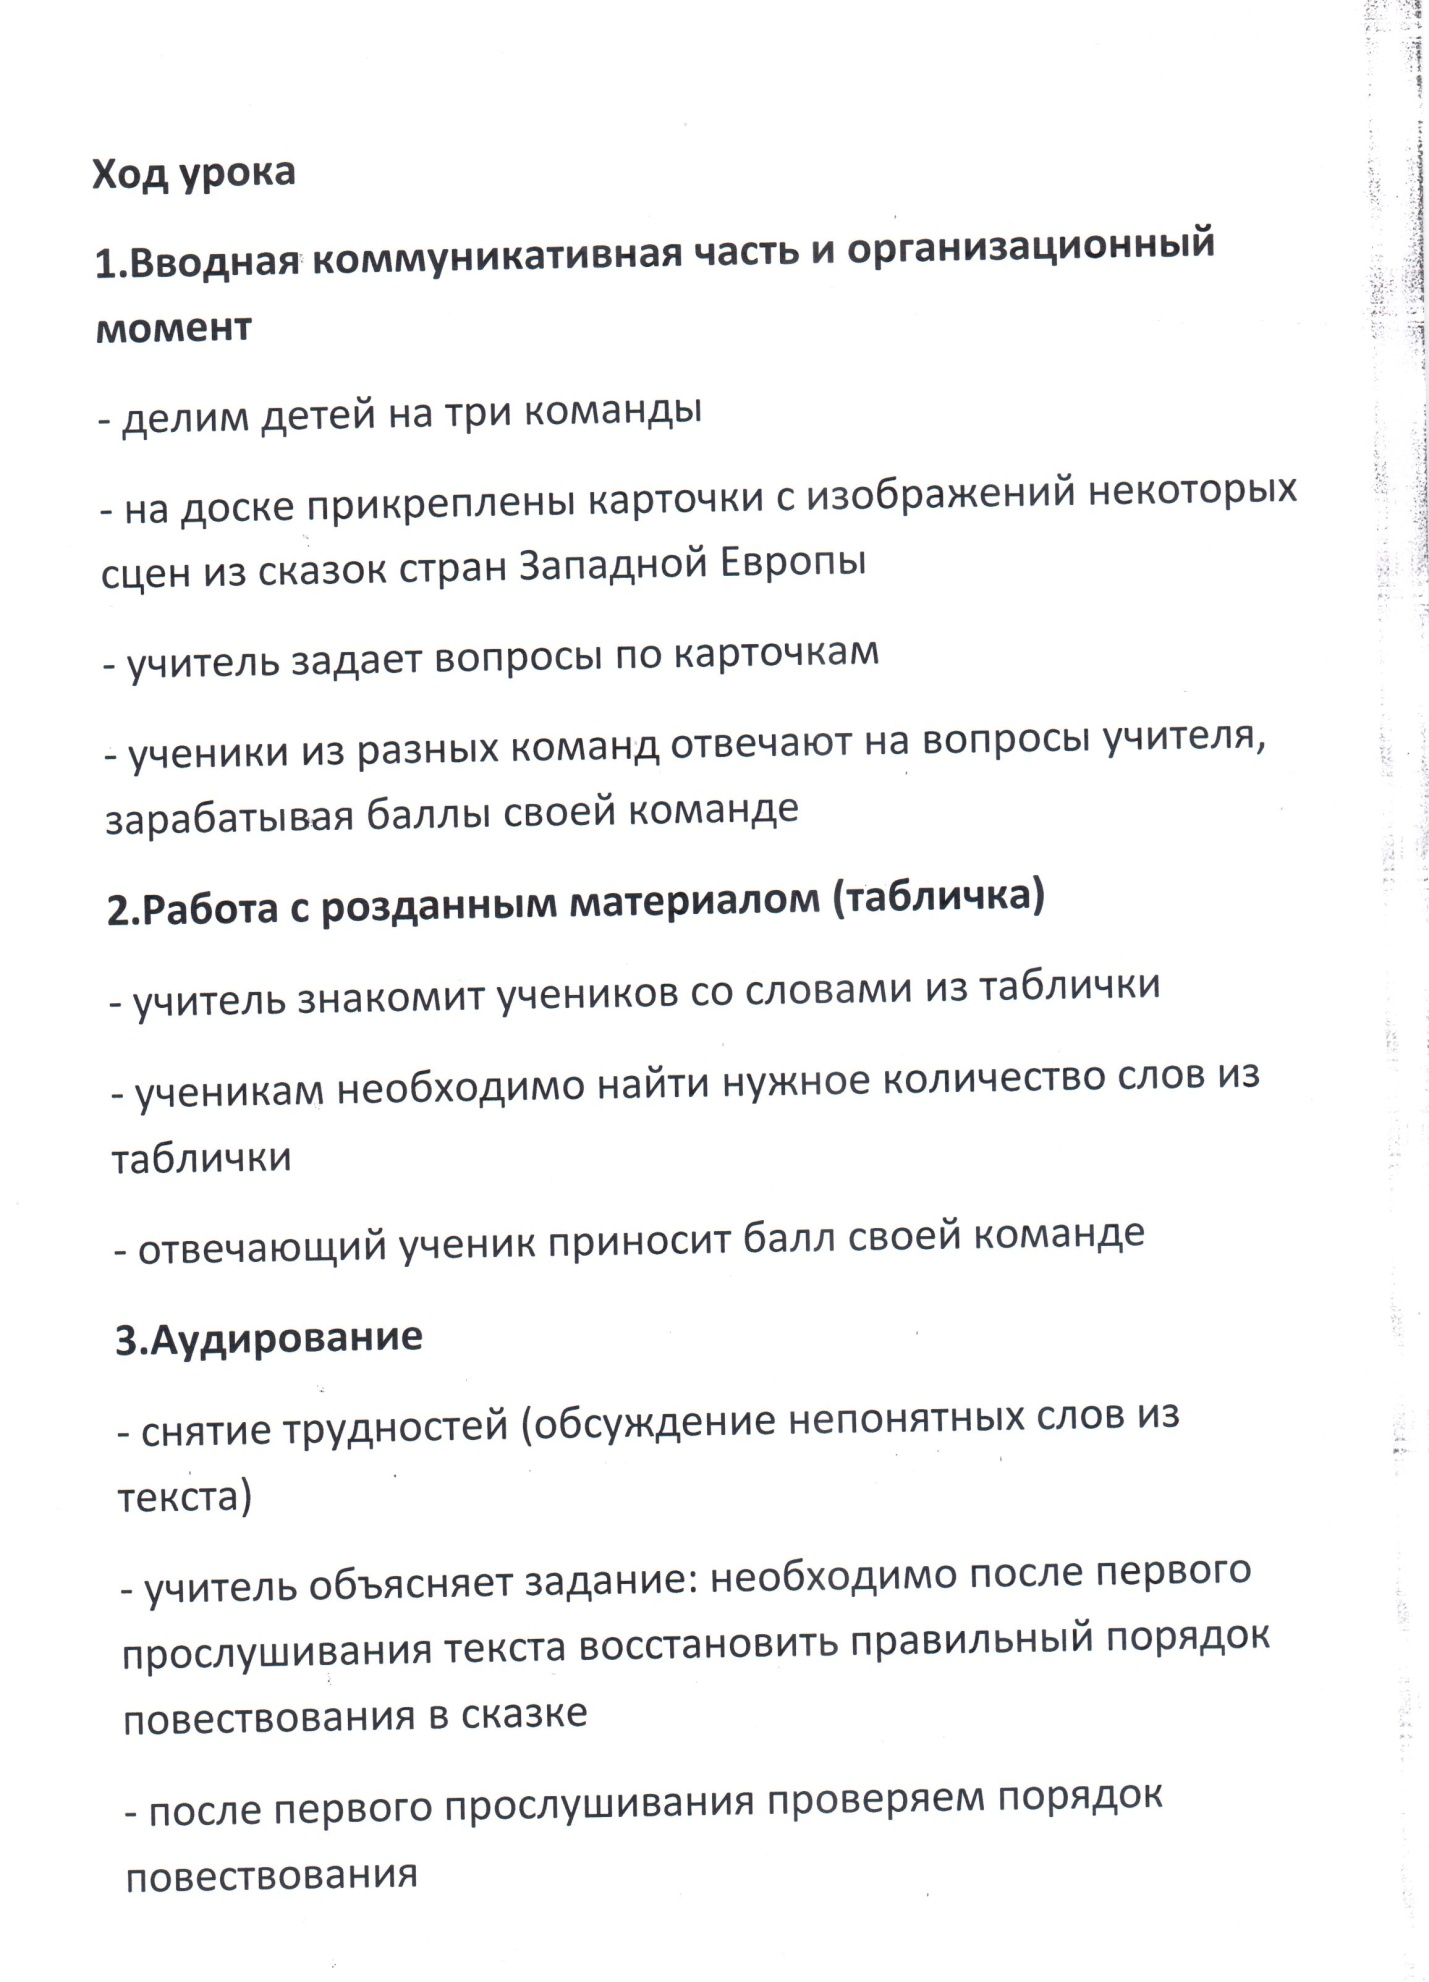 Ход урока
1.Вводная коммуникативная часть и организационный
момент
- делим детей на три команды
- на доске прикреплены карточки с изображений некоторых
сцен из сказок стран Западной Европы
- учитель задает вопросы по карточкам
- ученики из разных команд отвечают на вопросы учителя,
зарабатывая баллы своей команде
2.Работа с розданным материалом (табличка)
- учитель знакомит учеников со словами из таблички
- ученикам необходимо найти нужное количество слов из
таблички
- отвечающий ученик приносит балл своей команде
3.Аудирование
- снятие трудностей (обсуждение непонятных слов из
текста)
- учитель объясняет задание: необходимо после первого
прослушивания текста восстановить правильный порядок
повествования в сказке
- после первого прослушивания проверяем порядок
повествования